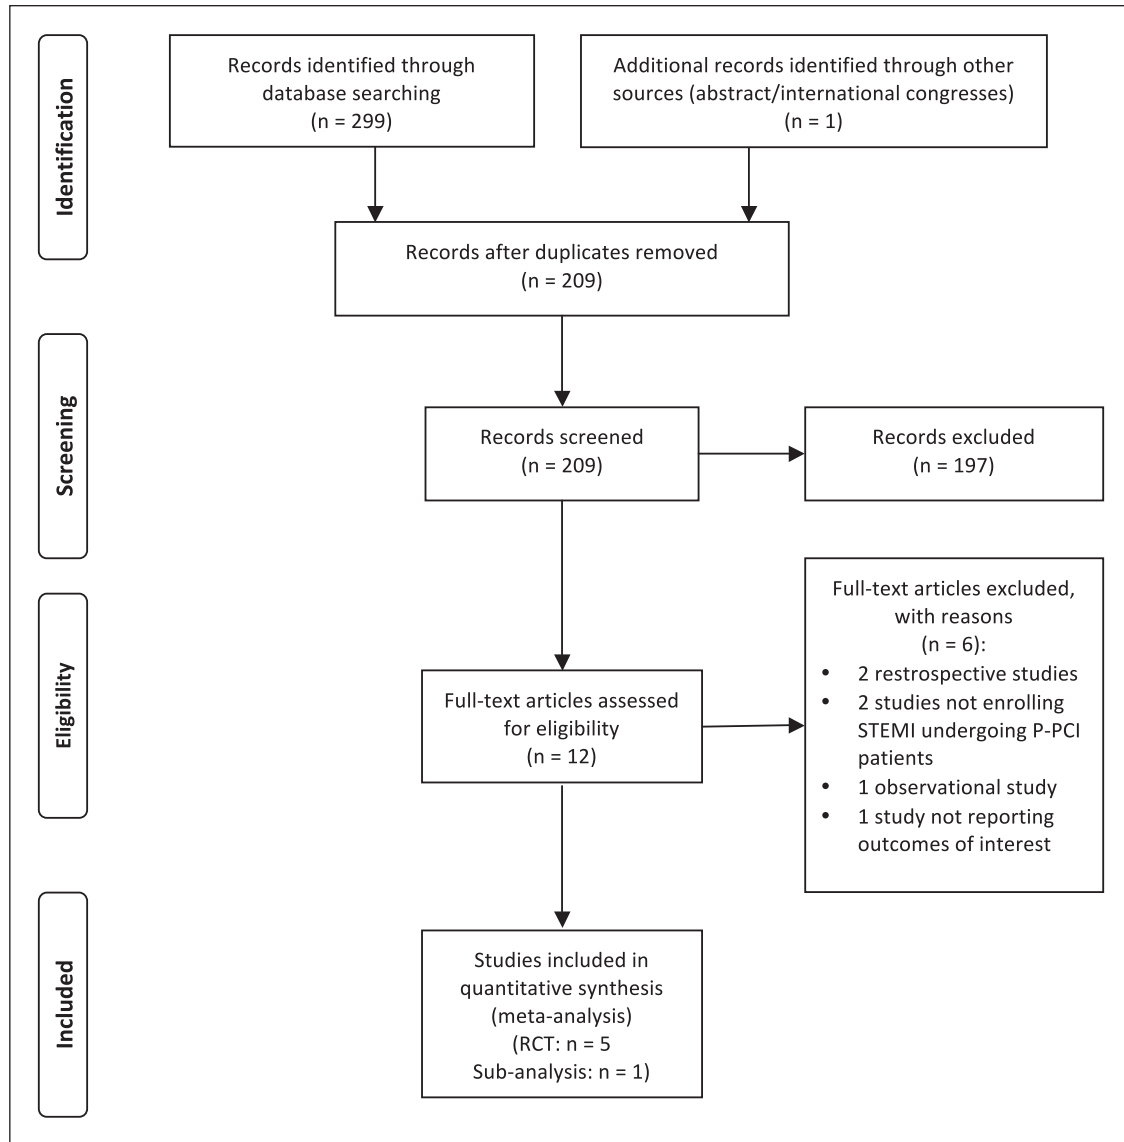 Identification
Records identified through
database searching
(n = 299)
Additional records identified through other
sources (abstract/international congresses)
(n = 1)
Records after duplicates removed
(n = 209)
Screening
Records screened
(n = 209)
Records excluded
(n = 197)
Eligibility
Full-text articles assessed
for eligibility
(n = 12)
Full-text articles excluded,
with reasons
(n = 6):
• 2 restrospective studies
• 2 studies not enrolling
STEMI undergoing P-PCI
patients
• 1 observational study
• 1 study not reporting
outcomes of interest
Included
Studies included in
quantitative synthesis
(meta-analysis)
(RCT: n = 5
Sub-analysis: n = 1)